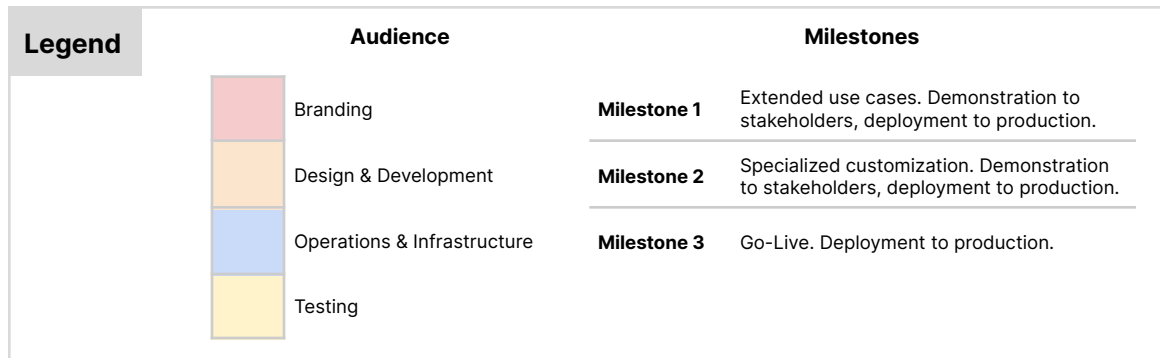 Legend
Audience
Milestones
Branding
Milestone 1
Extended use cases. Demonstration to
stakeholders, deployment to production.
Design & Development
Milestone 2
Specialized customization. Demonstration
to stakeholders, deployment to production.
Operations & Infrastructure
Milestone 3
Go-Live. Deployment to production.
Testing